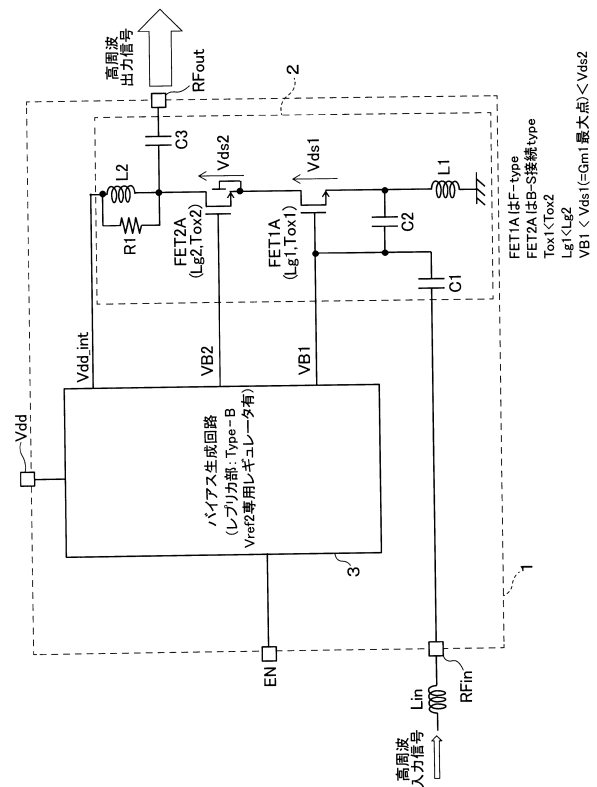 高周波
出力信号
RFout
2
C3
L2
R1
Vds2
FET2A
(Lg2,Tox2)
Vds1
FET1A
(Lg1,Tox1)
L1
C2
C1
Vdd_int
VB2
VB1
Vdd
バイアス生成回路
(レプリカ部：Type－B
Vref2専用レギュレータ有)
3
1
EN
RFin
Lin
高周波
入力信号
FET1AはF-type
FET2AはB-S接続type
Tox1<Tox2
Lg1<Lg2
VB1 < Vds1(=Gm1最大点)<Vds2